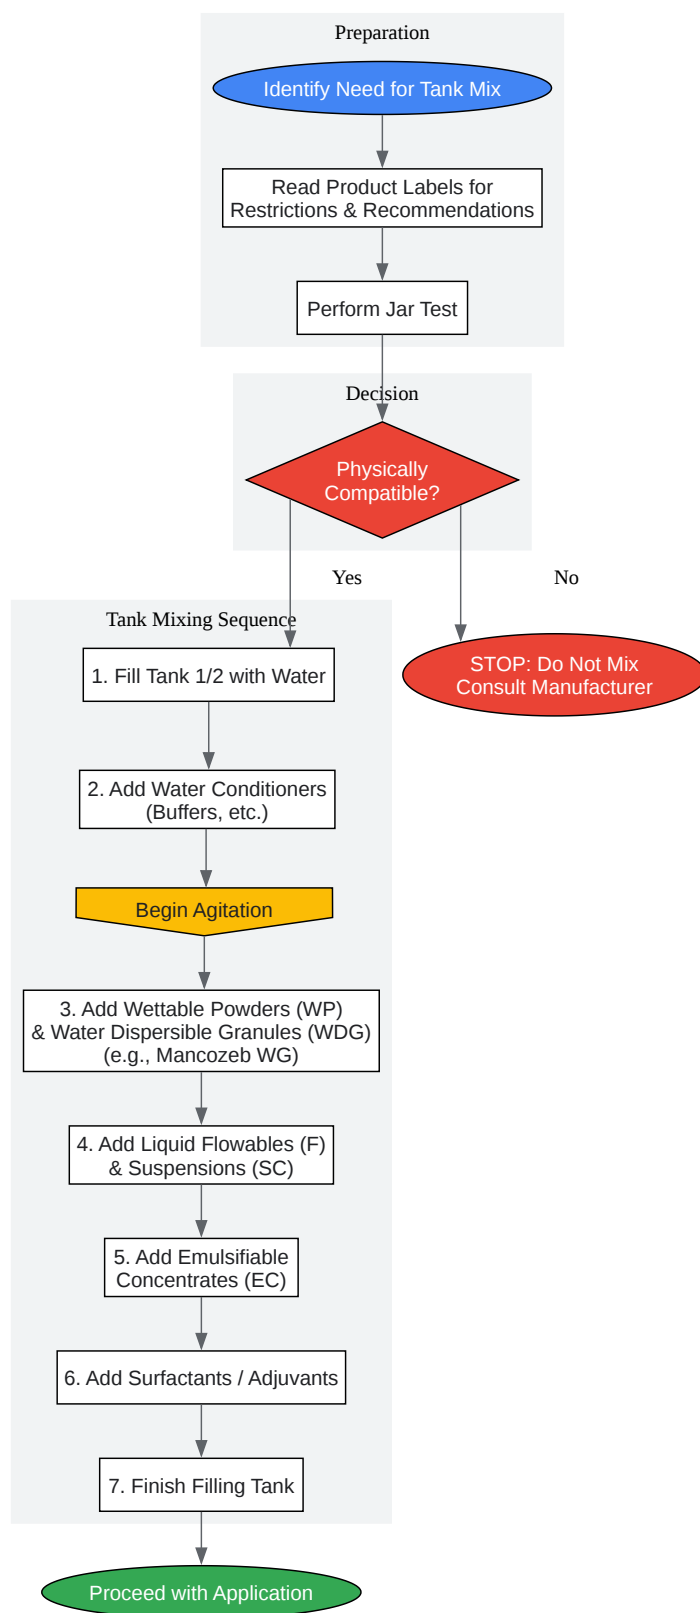 Preparation
Identify Need for Tank Mix
Read Product Labels for
Restrictions & Recommendations
Perform Jar Test
Decision
Physically
Compatible?
Yes
No
Tank Mixing Sequence
1. Fill Tank 1/2 with Water
STOP: Do Not Mix
Consult Manufacturer
2. Add Water Conditioners
(Buffers, etc.)
Begin Agitation
3. Add Wettable Powders (WP)
& Water Dispersible Granules (WDG)
(e.g., Mancozeb WG)
4. Add Liquid Flowables (F)
& Suspensions (SC)
5. Add Emulsifiable
Concentrates (EC)
6. Add Surfactants / Adjuvants
7. Finish Filling Tank
Proceed with Application